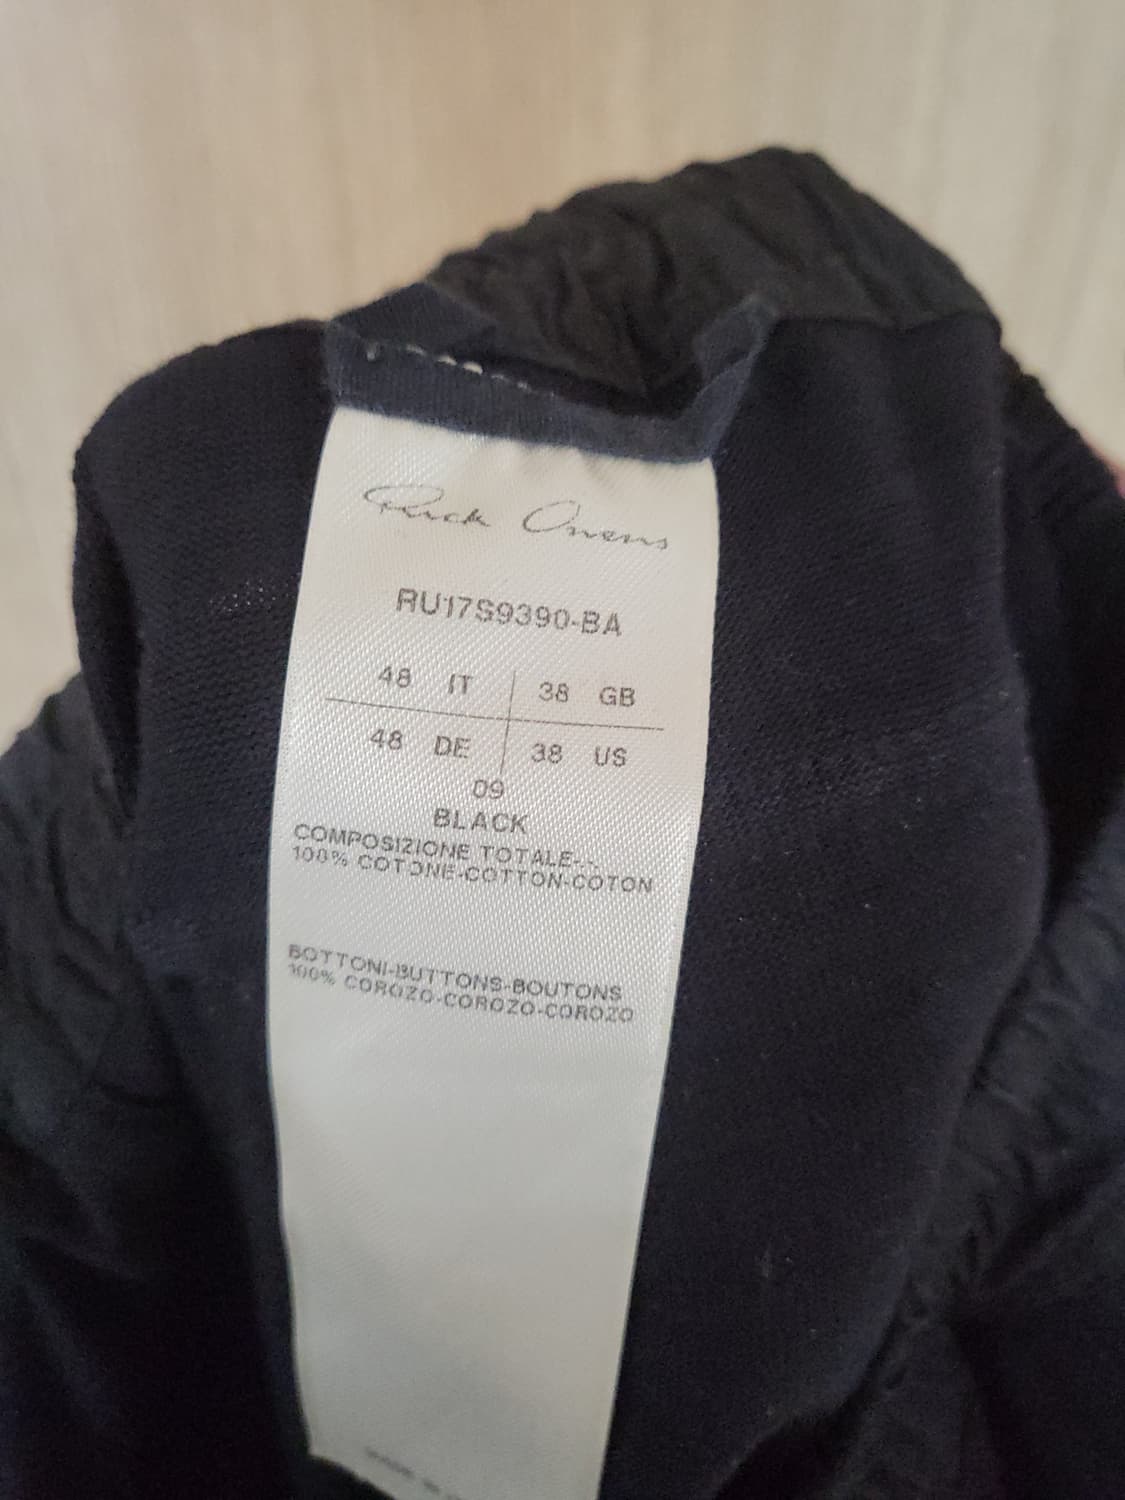 Rick Owens
RU17S9390-BA
48 IT 38 GB
48 DE 38 US
09
BLACK
COMPOSIZIONE TOTALE-
100% COTONE-COTTON-COTON
BOTTONI-BUTTONS-BOUTONS
100% COROZO-COROZO-COROZO